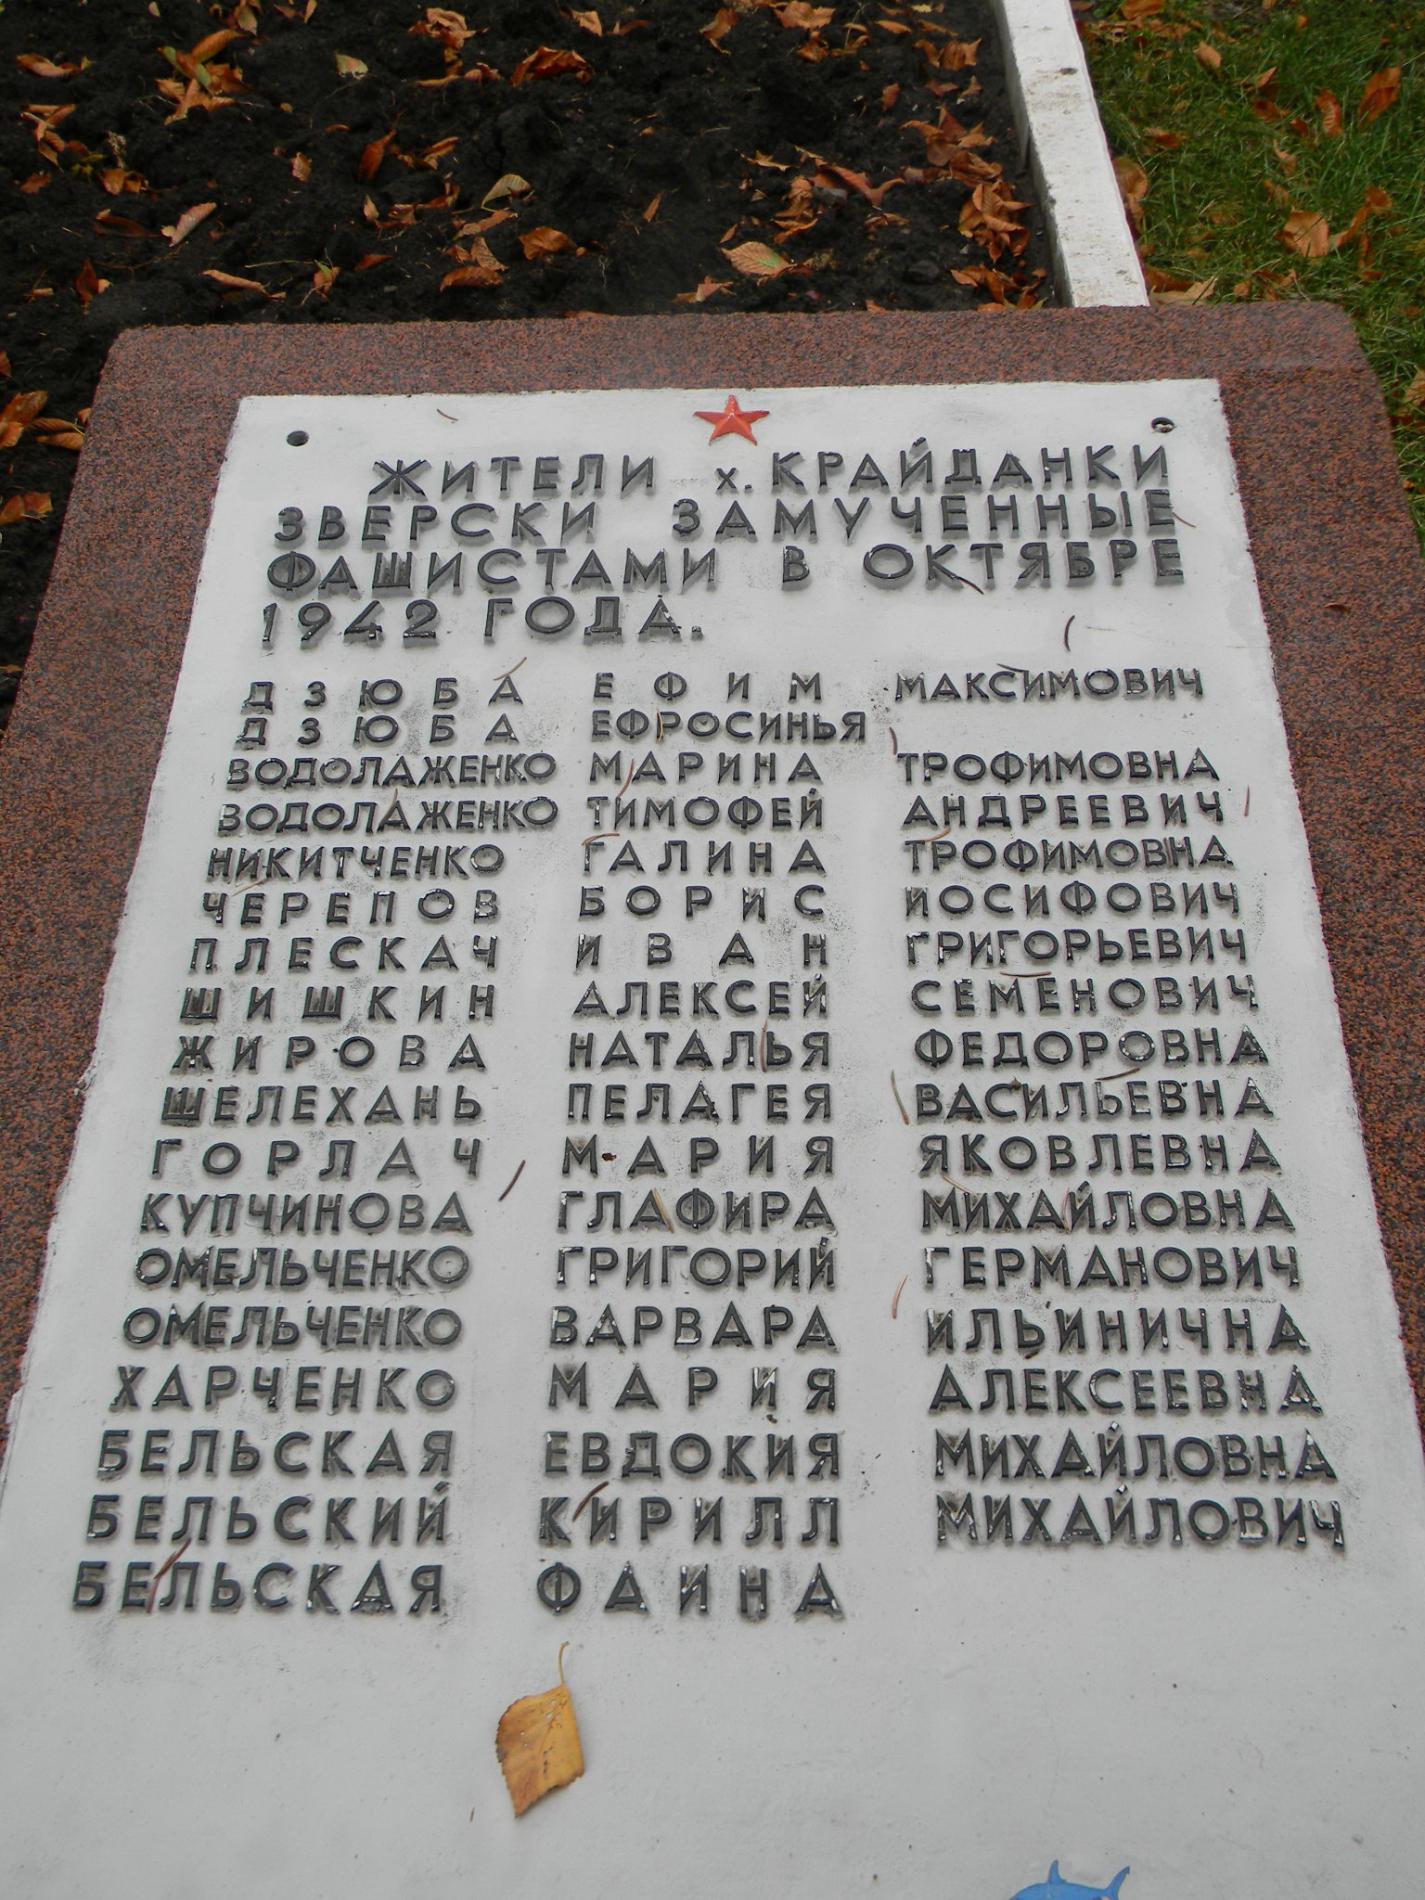 ЖИТЕЛИ х. КРАЙДАНКИ
ЗВЕРСКИ ЗАМУЧЕННЫЕ
ФАШИСТАМИ В ОКТЯБРЕ
1942 ГОДА.
ДЗЮБА ЕФИМ МАКСИМОВИЧ
ДЗЮБА ЕФРОСИНЬЯ
ВОДОЛАЖЕНКО МАРИНА ТРОФИМОВНА
ВОДОЛАЖЕНКО ТИМОФЕЙ АНДРЕЕВИЧ
НИКИТЧЕНКО ГАЛИНА ТРОФИМОВНА
ЧЕРЕПОВ БОРИС ИОСИФОВИЧ
ПЛЕСКАЧ ИВАН ГРИГОРЬЕВИЧ
ШИШКИН АЛЕКСЕЙ СЕМЕНОВИЧ
ЖИРОВА НАТАЛЬЯ ФЕДОРОВНА
ШЕЛЕХАНЬ ПЕЛАГЕЯ ВАСИЛЬЕВНА
ГОРЛАЧ МАРИЯ ЯКОВЛЕВНА
КУПЧИНОВА ГЛАФИРА МИХАЙЛОВНА
ОМЕЛЬЧЕНКО ГРИГОРИЙ ГЕРМАНОВИЧ
ОМЕЛЬЧЕНКО ВАРВАРА ИЛЬИНИЧНА
ХАРЧЕНКО МАРИЯ АЛЕКСЕЕВНА
БЕЛЬСКАЯ ЕВДОКИЯ МИХАЙЛОВНА
БЕЛЬСКИЙ КИРИЛЛ МИХАЙЛОВИЧ
БЕЛЬСКАЯ ФАИНА